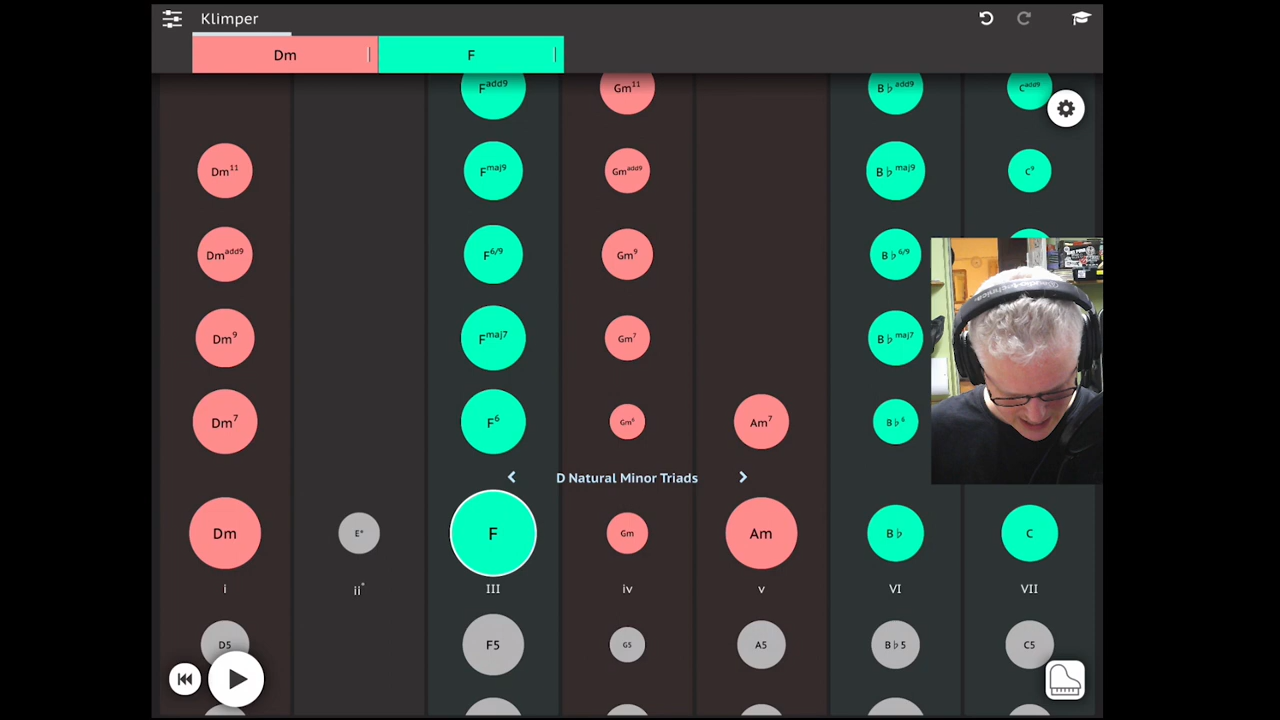 Klimper
Dm F
Fadd9 Gm11 B♭add9 Cadd9
Dm11 Fmaj9 Gmadd9 B♭maj9 C9
Dmadd9 F6/9 Gm9 B♭6/9
Dm9 Fmaj7 Gm7 B♭maj7
Dm7 F6 Gm6 Am7 B♭6
D Natural Minor Triads
Dm E° F Gm Am B♭ C
i ii° III iv v VI VII
D5 F5 G5 A5 B♭5 C5